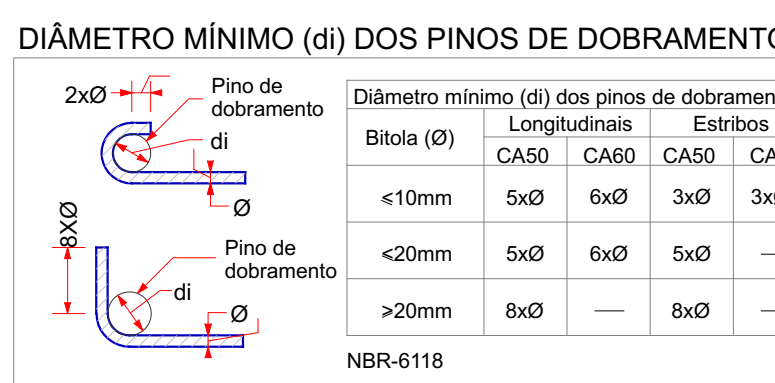 DIÂMETRO MÍNIMO (di) DOS PINOS DE DOBRAMENTO
2xØ
Pino de
dobramento
di
Ø
8XØ
Pino de
dobramento
di
Ø
Diâmetro mínimo (di) dos pinos de dobramen
Bitola (Ø) Longitudinais Estribos
CA50 CA60 CA50 CA
⩽10mm 5xØ 6xØ 3xØ 3xØ
⩽20mm 5xØ 6xØ 5xØ —
⩾20mm 8xØ — 8xØ —
NBR-6118